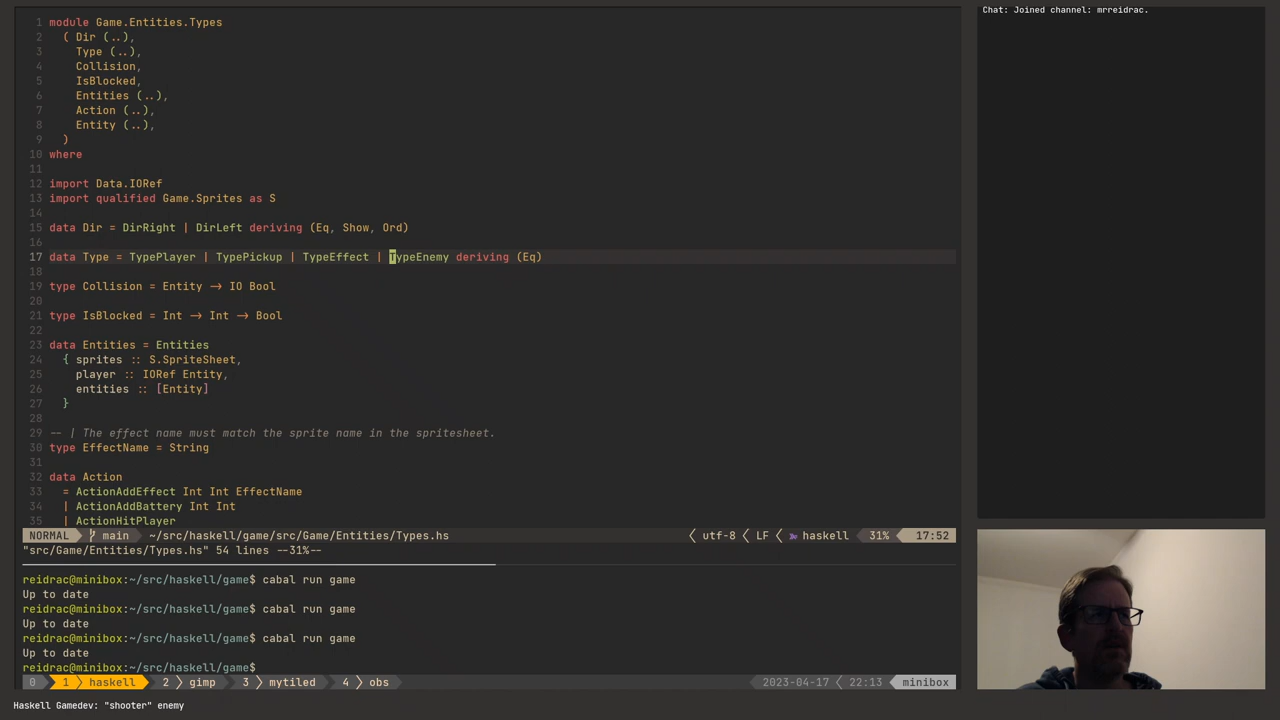 1 module Game.Entities.Types
2   ( Dir (..),
3     Type (..),
4     Collision,
5     IsBlocked,
6     Entities (..),
7     Action (..),
8     Entity (..),
9   )
10 where
11
12 import Data.IORef
13 import qualified Game.Sprites as S
14
15 data Dir = DirRight | DirLeft deriving (Eq, Show, Ord)
16
17 data Type = TypePlayer | TypePickup | TypeEffect | TypeEnemy deriving (Eq)
18
19 type Collision = Entity → IO Bool
20
21 type IsBlocked = Int → Int → Bool
22
23 data Entities = Entities
24   { sprites :: S.SpriteSheet,
25     player :: IORef Entity,
26     entities :: [Entity]
27   }
28
29 -- | The effect name must match the sprite name in the spritesheet.
30 type EffectName = String
31
32 data Action
33   = ActionAddEffect Int Int EffectName
34   | ActionAddBattery Int Int
35   | ActionHitPlayer
NORMAL main ~/src/haskell/game/src/Game/Entities/Types.hs utf-8 LF haskell 31% 17:52
"src/Game/Entities/Types.hs" 54 lines --31%--
reidrac@minibox:~/src/haskell/game$ cabal run game
Up to date
reidrac@minibox:~/src/haskell/game$ cabal run game
Up to date
reidrac@minibox:~/src/haskell/game$ cabal run game
Up to date
reidrac@minibox:~/src/haskell/game$
0 1 haskell 2 gimp 3 mytiled 4 obs 2023-04-17 22:13 minibox
Haskell Gamedev: "shooter" enemy
Chat: Joined channel: mrreidrac.